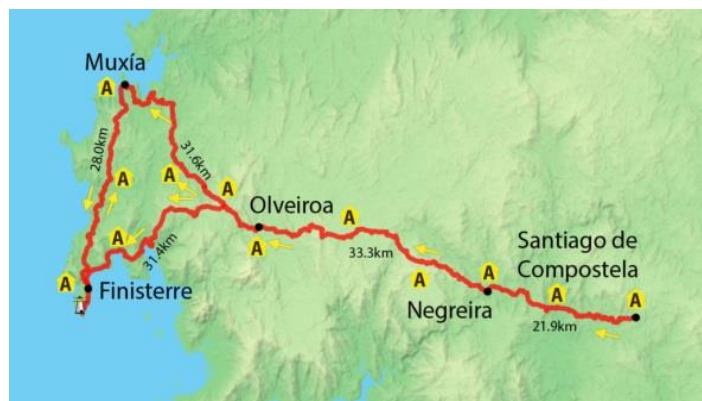 Muxía
A
28.0km
31.6km
A
A
A
Olveiroa
A
A
A
31.4km
33.3km
Santiago de
Compostela
A
Finisterre
A
Negreira
A
A
A
21.9km